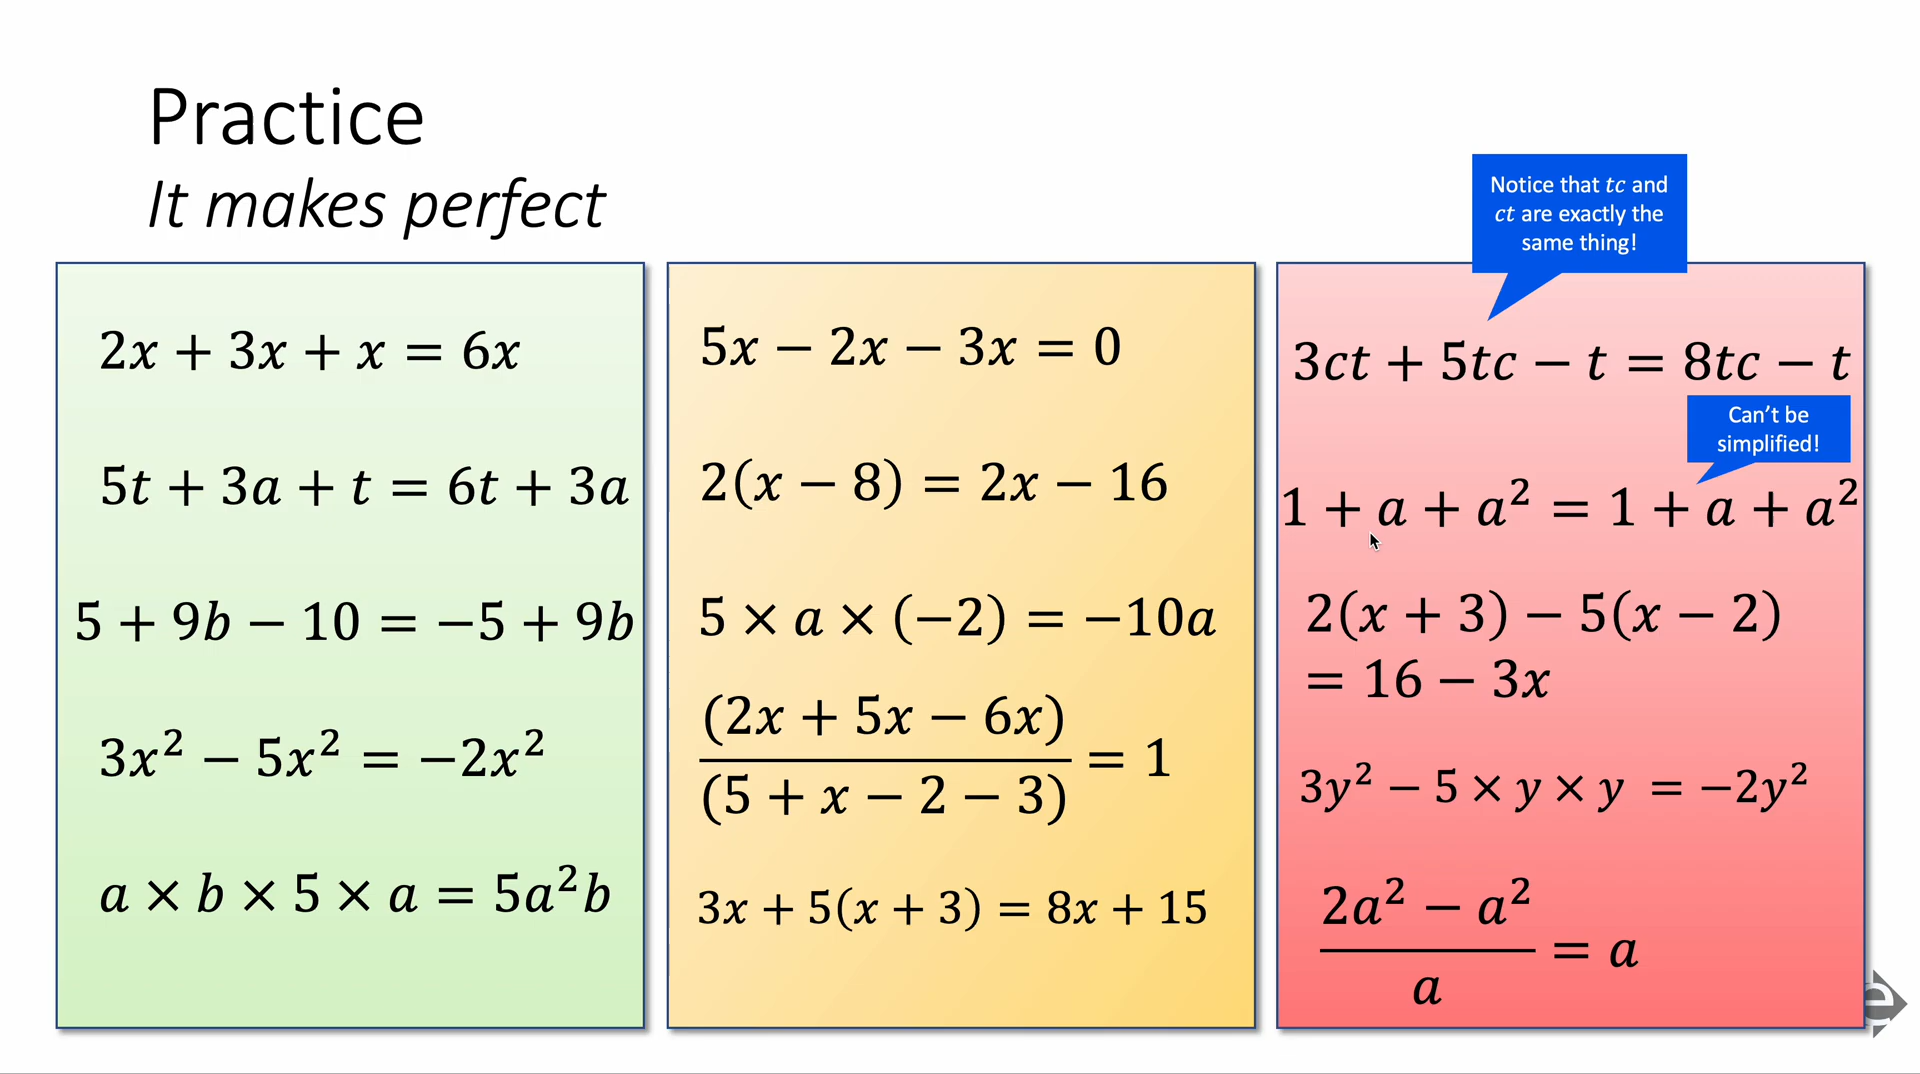 Practice
It makes perfect
Notice that tc and
ct are exactly the
same thing!
2x + 3x + x = 6x
5t + 3a + t = 6t + 3a
5 + 9b − 10 = −5 + 9b
3x² − 5x² = −2x²
a × b × 5 × a = 5a²b
5x − 2x − 3x = 0
2(x − 8) = 2x − 16
5 × a × (−2) = −10a
(2x + 5x − 6x)
(5 + x − 2 − 3)
= 1
3x + 5(x + 3) = 8x + 15
3ct + 5tc − t = 8tc − t
Can't be
simplified!
1 + a + a² = 1 + a + a²
2(x + 3) − 5(x − 2)
= 16 − 3x
3y² − 5 × y × y = −2y²
2a² − a²
a
= a
e